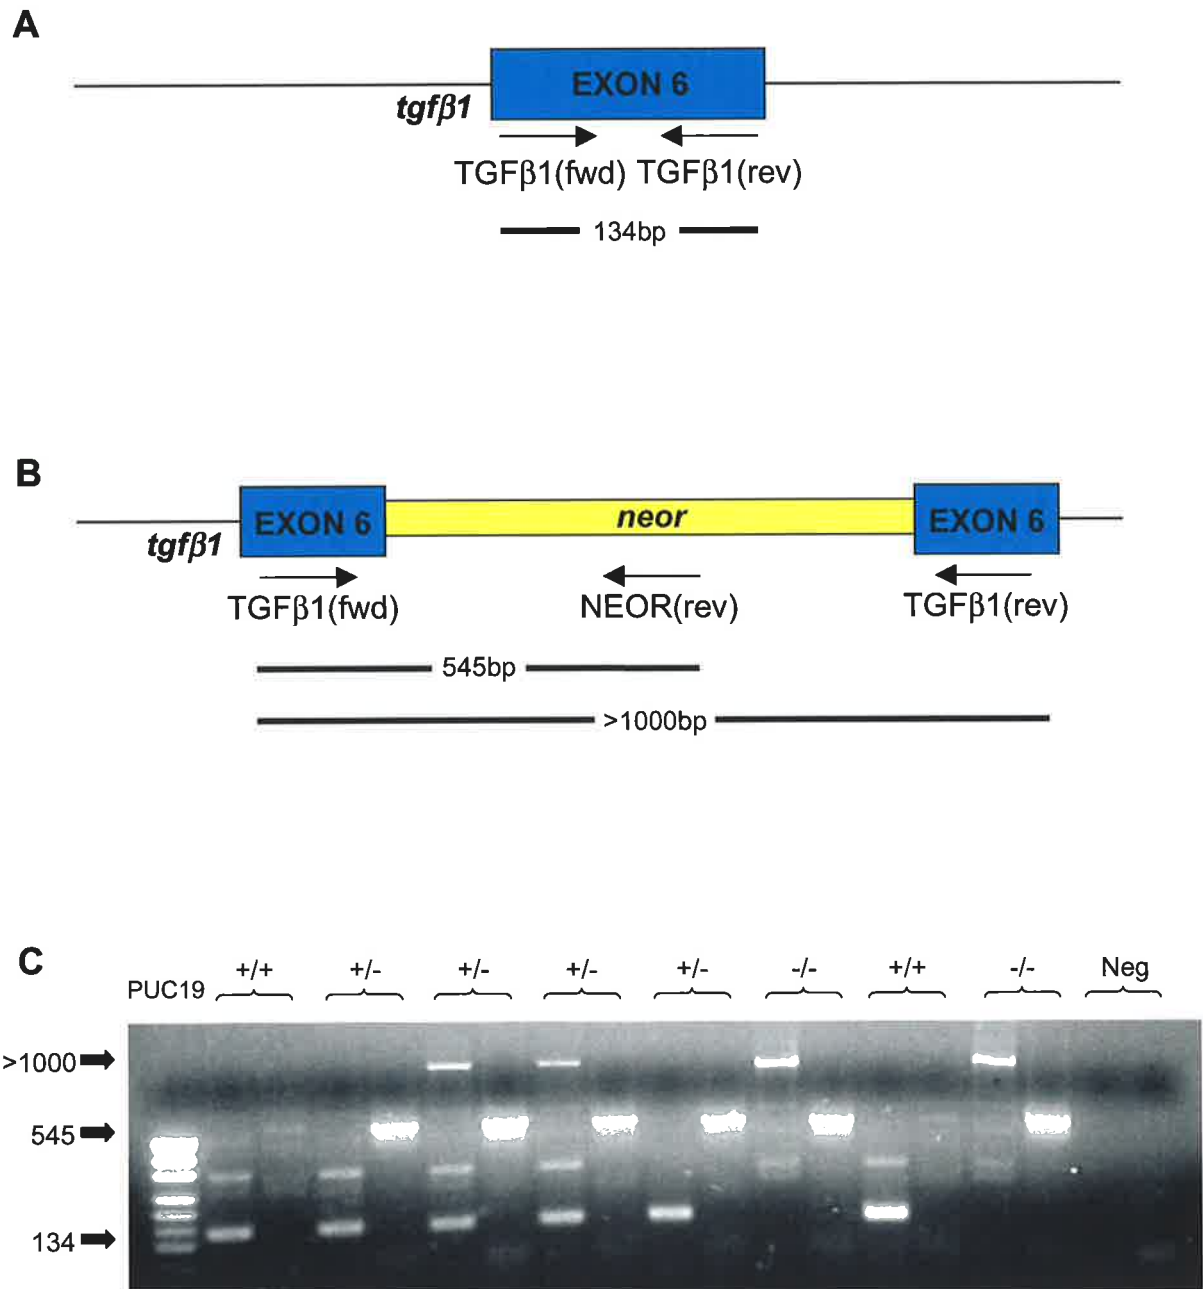 A
EXON 6
tgfβ1
TGFβ1(fwd) TGFβ1(rev)
134bp
B
EXON 6 neor EXON 6
tgfβ1
TGFβ1(fwd) NEOR(rev) TGFβ1(rev)
545bp
>1000bp
C
PUC19 +/+ +/- +/- +/- +/- -/- +/+ -/- Neg
>1000
545
134